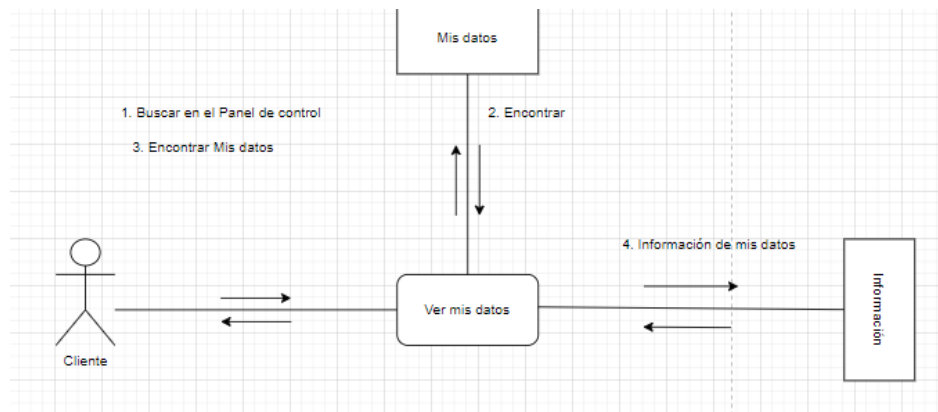 Mis datos
1. Buscar en el Panel de control
2. Encontrar
3. Encontrar Mis datos
4. Información de mis datos
Información
Ver mis datos
Cliente